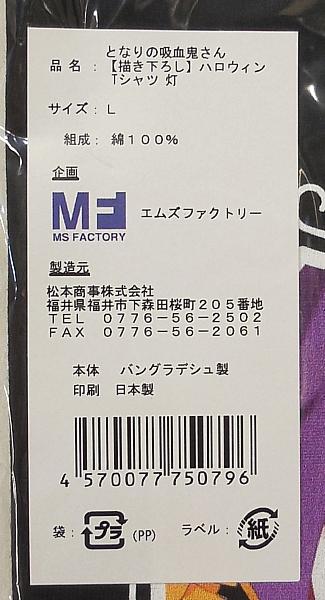 となりの吸血鬼さん
品 名 : 【描き下ろし】ハロウィン
Tシャツ 灯
サイズ : L
組成 : 綿100%
企画
MF
MS FACTORY
エムズファクトリー
製造元
松本商事株式会社
福井県福井市下森田桜町205番地
TEL 0776-56-2502
FAX 0776-56-2061
本体 バングラデシュ製
印刷 日本製
4 570077 750796
袋 : プラ (PP) ラベル : 紙